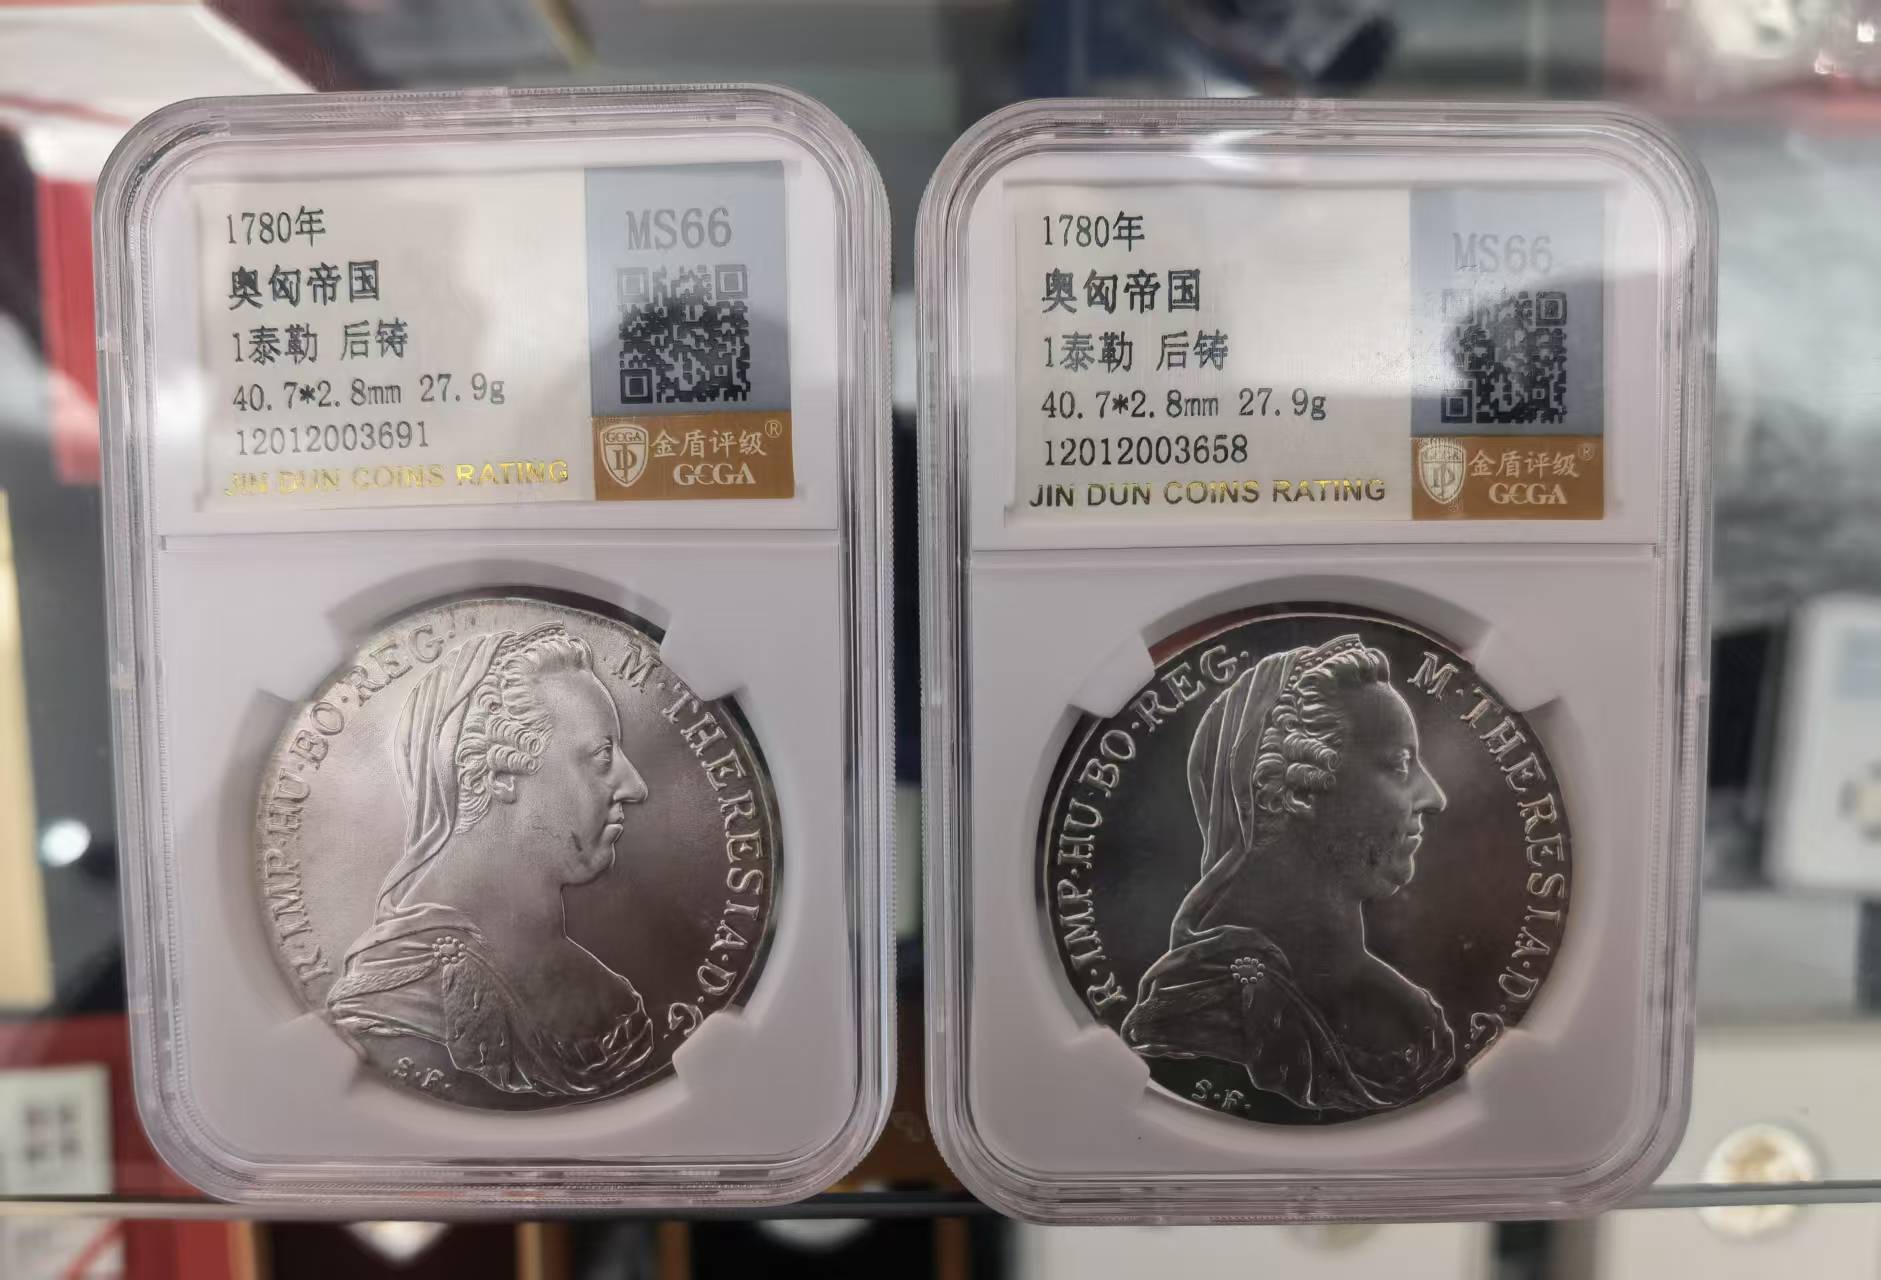 1780年
奥匈帝国
1泰勒 后铸
40.7*2.8mm 27.9g
12012003691
JIN DUN COINS RATING
MS66
GCGA
金盾评级®
GCGA
R·IMP·HU·BO·REG·
M·THERESIA·D·G·
S·F·
1780年
奥匈帝国
1泰勒 后铸
40.7*2.8mm 27.9g
12012003658
JIN DUN COINS RATING
MS66
金盾评级®
GCGA
R·IMP·HU·BO·REG·
M·THERESIA·D·G·
S·F·